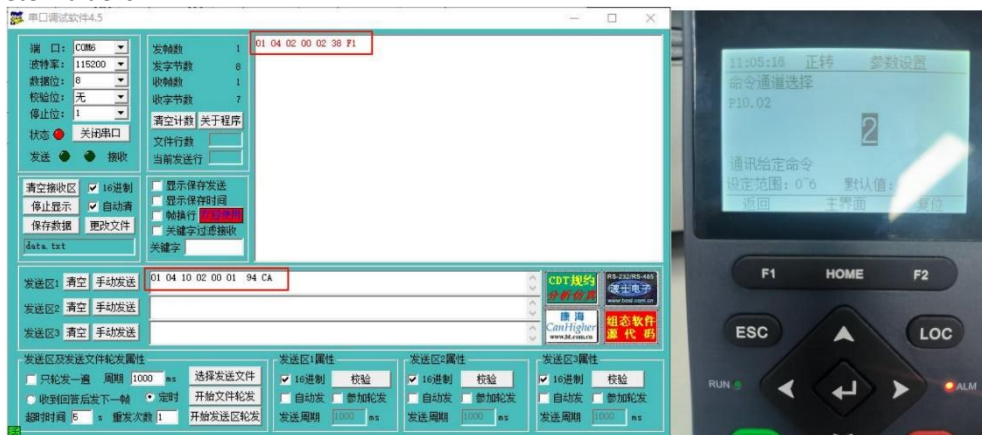 串口调试软件4.5
端 口: COM6
波特率: 115200
数据位: 8
校验位: 无
停止位: 1
状态 关闭串口
发送 接收
发帧数 1
发字节数 8
收帧数 1
收字节数 7
清空计数 关于程序
文件行数
当前发送行
01 04 02 00 02 38 F1
清空接收区 16进制
停止显示 自动清
保存数据 更改文件
data.txt
显示保存发送
显示保存时间
帧换行
关键字过滤接收
关键字
发送区1 清空 手动发送 01 04 10 02 00 01 94 CA
发送区2 清空 手动发送
发送区3 清空 手动发送
CDT规约
分析仿真
RS-232/RS-485
波士电子
康海
CanHigher
组态软件
源代码
发送区及发送文件轮发属性
只轮发一遍 周期 1000 ms 选择发送文件
收到回答后发下一帧 定时 开始文件轮发
超时时间 5 s 重发次数 1 开始发送区轮发
发送区1属性
16进制 校验
自动发 参加轮发
发送周期 1000 ms
发送区2属性
16进制 校验
自动发 参加轮发
发送周期 1000 ms
发送区3属性
16进制 校验
自动发 参加轮发
发送周期 1000 ms
11:05:16 正转 参数设置
命令通道选择
P10.02
2
通讯给定命令
设定范围: 0~6 默认值:
返回 主界面 复位
F1 HOME F2
ESC LOC
RUN ALM